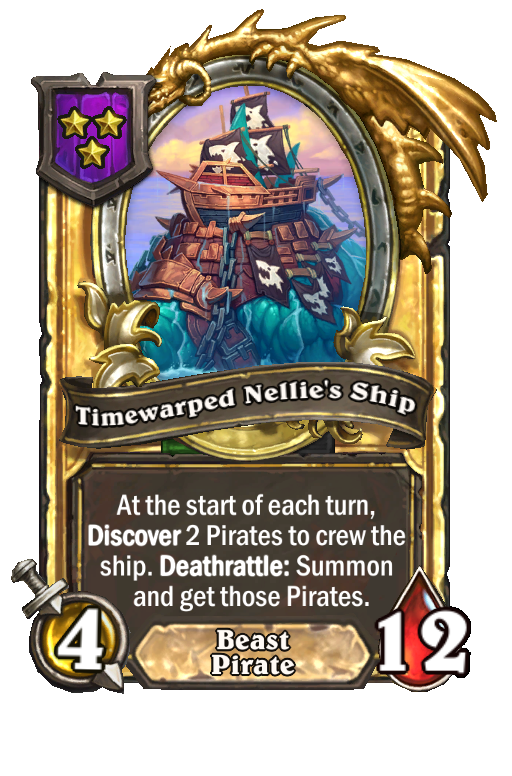 Timewarped Nellie's Ship
At the start of each turn,
Discover 2 Pirates to crew the
ship. Deathrattle: Summon
and get those Pirates.
4
Beast
Pirate
12